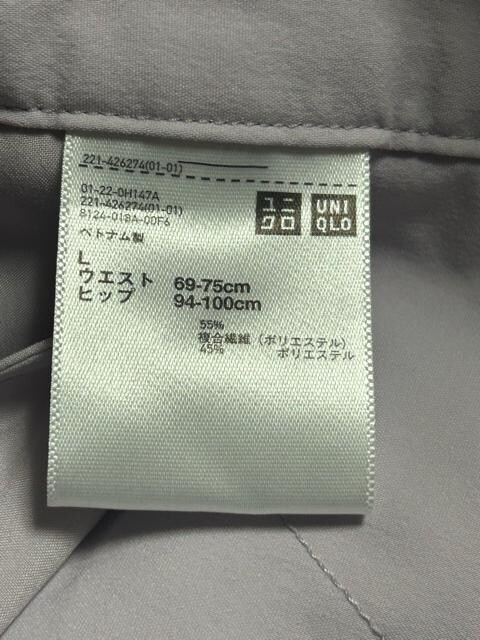 221-426274(01-01)
01-22-0H147A
221-426274(01-01)
8124-018A-00F6
ユニ
クロ
UNI
QLO
ベトナム製
L
ウエスト 69-75cm
ヒップ 94-100cm
55%
複合繊維（ポリエステル）
45% ポリエステル